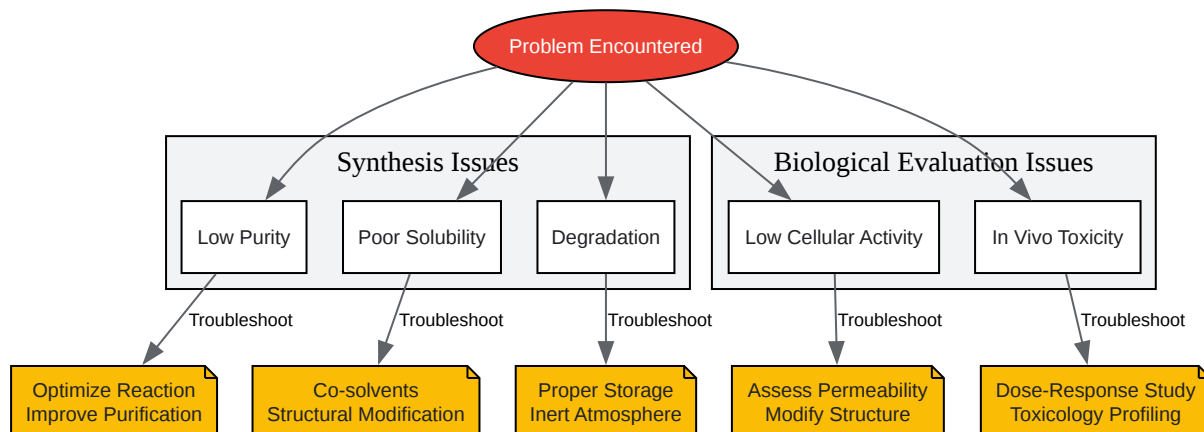 Problem Encountered
Synthesis Issues
Biological Evaluation Issues
Low Purity
Poor Solubility
Degradation
Low Cellular Activity
In Vivo Toxicity
Troubleshoot
Troubleshoot
Troubleshoot
Troubleshoot
Troubleshoot
Optimize Reaction
Improve Purification
Co-solvents
Structural Modification
Proper Storage
Inert Atmosphere
Assess Permeability
Modify Structure
Dose-Response Study
Toxicology Profiling